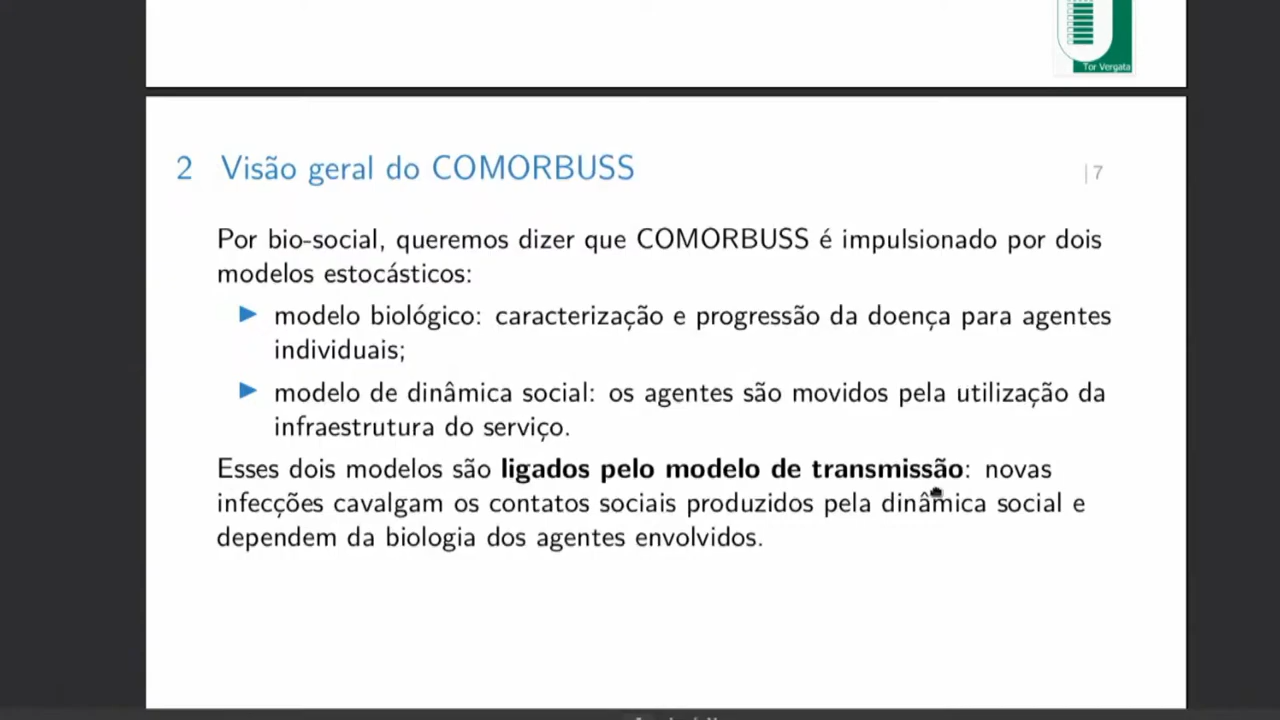 Tor Vergata
2 Visão geral do COMORBUSS
| 7
Por bio-social, queremos dizer que COMORBUSS é impulsionado por dois
modelos estocásticos:
modelo biológico: caracterização e progressão da doença para agentes
individuais;
modelo de dinâmica social: os agentes são movidos pela utilização da
infraestrutura do serviço.
Esses dois modelos são ligados pelo modelo de transmissão: novas
infecções cavalgam os contatos sociais produzidos pela dinâmica social e
dependem da biologia dos agentes envolvidos.